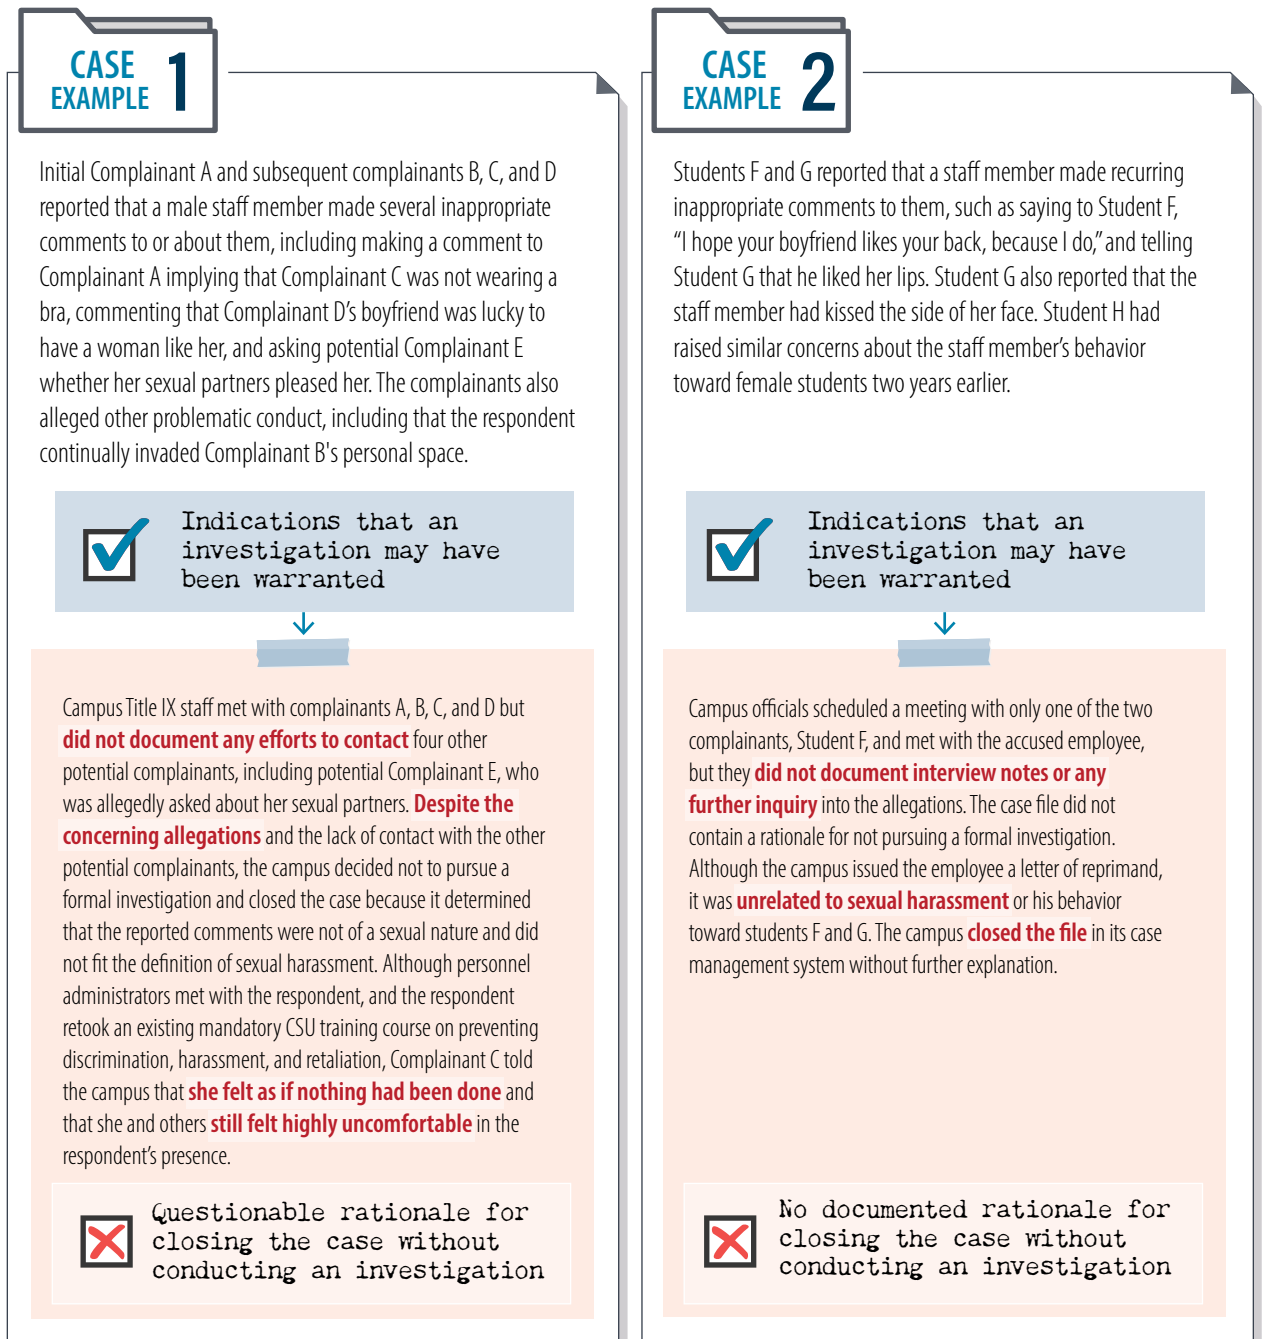 CASE
EXAMPLE 1
Initial Complainant A and subsequent complainants B, C, and D
reported that a male staff member made several inappropriate
comments to or about them, including making a comment to
Complainant A implying that Complainant C was not wearing a
bra, commenting that Complainant D’s boyfriend was lucky to
have a woman like her, and asking potential Complainant E
whether her sexual partners pleased her. The complainants also
alleged other problematic conduct, including that the respondent
continually invaded Complainant B's personal space.
Indications that an
investigation may have
been warranted
Campus Title IX staff met with complainants A, B, C, and D but
did not document any efforts to contact four other
potential complainants, including potential Complainant E, who
was allegedly asked about her sexual partners. Despite the
concerning allegations and the lack of contact with the other
potential complainants, the campus decided not to pursue a
formal investigation and closed the case because it determined
that the reported comments were not of a sexual nature and did
not fit the definition of sexual harassment. Although personnel
administrators met with the respondent, and the respondent
retook an existing mandatory CSU training course on preventing
discrimination, harassment, and retaliation, Complainant C told
the campus that she felt as if nothing had been done and
that she and others still felt highly uncomfortable in the
respondent’s presence.
Questionable rationale for
closing the case without
conducting an investigation
CASE
EXAMPLE 2
Students F and G reported that a staff member made recurring
inappropriate comments to them, such as saying to Student F,
“I hope your boyfriend likes your back, because I do,” and telling
Student G that he liked her lips. Student G also reported that the
staff member had kissed the side of her face. Student H had
raised similar concerns about the staff member’s behavior
toward female students two years earlier.
Indications that an
investigation may have
been warranted
Campus officials scheduled a meeting with only one of the two
complainants, Student F, and met with the accused employee,
but they did not document interview notes or any
further inquiry into the allegations. The case file did not
contain a rationale for not pursuing a formal investigation.
Although the campus issued the employee a letter of reprimand,
it was unrelated to sexual harassment or his behavior
toward students F and G. The campus closed the file in its case
management system without further explanation.
No documented rationale for
closing the case without
conducting an investigation